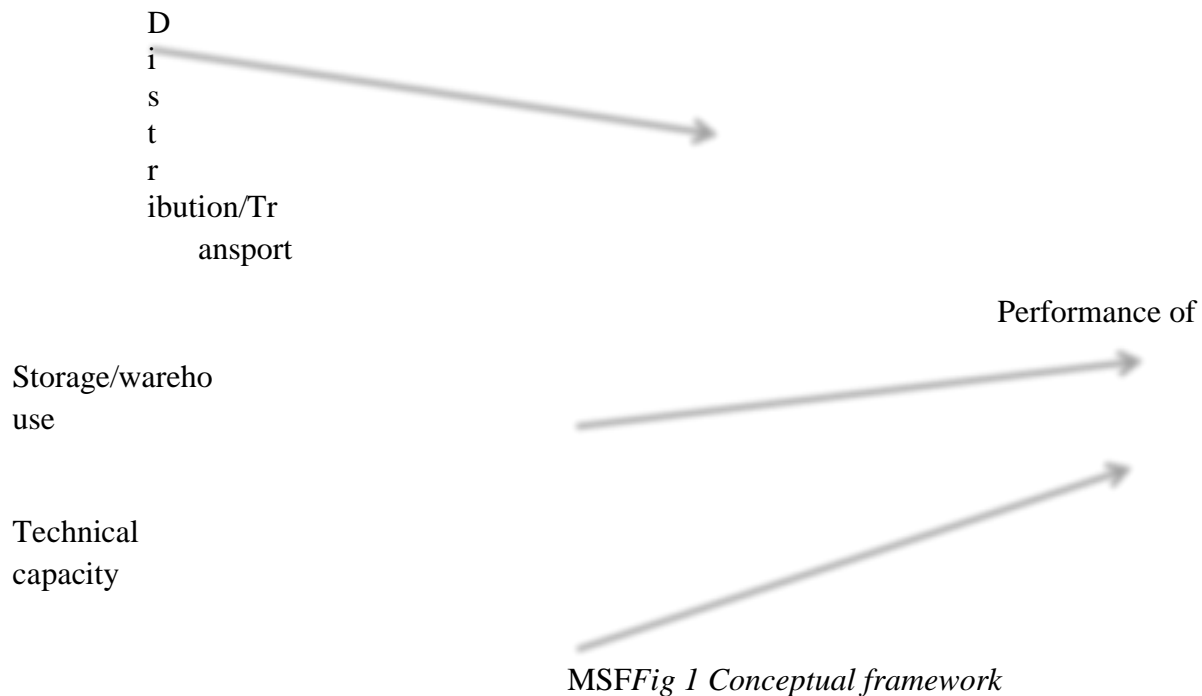 D
i
s
t
r
ibution/Tr
ansport
Performance of
Storage/wareho
use
Technical
capacity
MSFFig 1 Conceptual framework